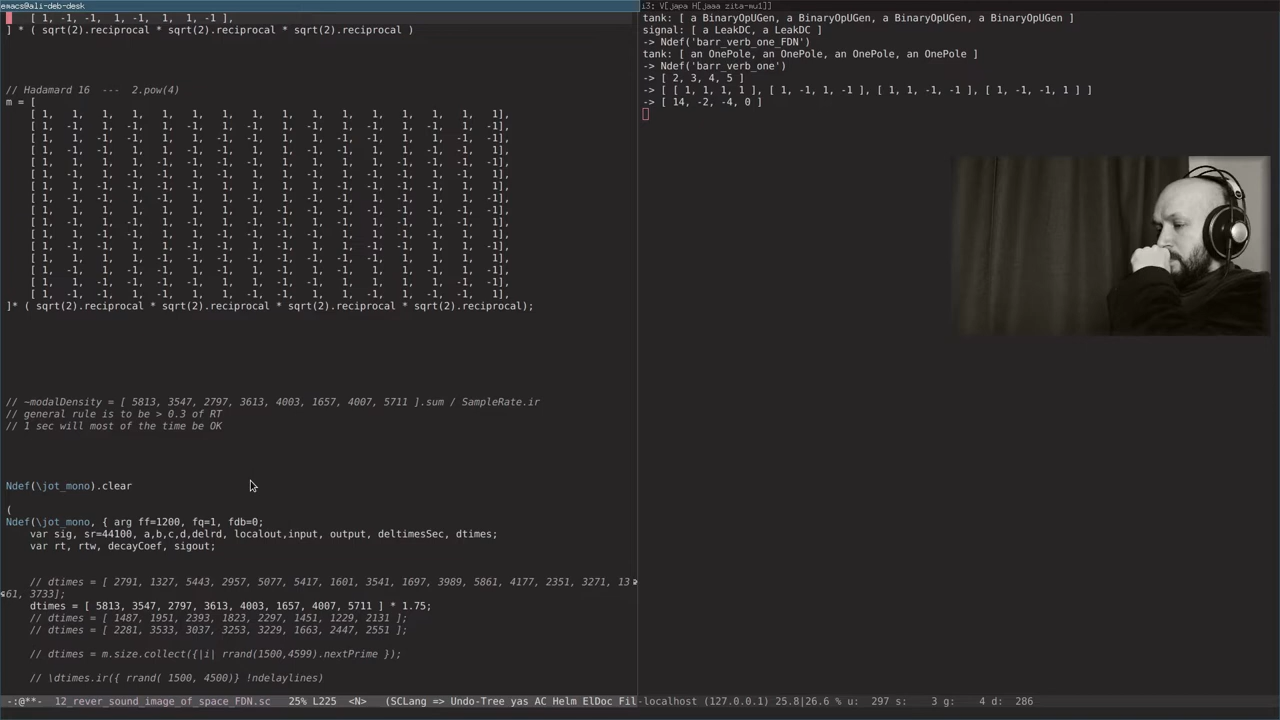 emacs@ali-deb-desk
[ 1, -1, -1,  1, -1,  1,  1, -1 ],
] * ( sqrt(2).reciprocal * sqrt(2).reciprocal * sqrt(2).reciprocal )
// Hadamard 16  ---  2.pow(4)
m = [
[ 1, 1, 1, 1, 1, 1, 1, 1, 1, 1, 1, 1, 1, 1, 1, 1],
[ 1, -1, 1, -1, 1, -1, 1, -1, 1, -1, 1, -1, 1, -1, 1, -1],
[ 1, 1, -1, -1, 1, 1, -1, -1, 1, 1, -1, -1, 1, 1, -1, -1],
[ 1, -1, -1, 1, 1, -1, -1, 1, 1, -1, -1, 1, 1, -1, -1, 1],
[ 1, 1, 1, 1, -1, -1, -1, -1, 1, 1, 1, 1, -1, -1, -1, -1],
[ 1, -1, 1, -1, -1, 1, -1, 1, 1, -1, 1, -1, -1, 1, -1, 1],
[ 1, 1, -1, -1, -1, -1, 1, 1, 1, 1, -1, -1, -1, -1, 1, 1],
[ 1, -1, -1, 1, -1, 1, 1, -1, 1, -1, -1, 1, -1, 1, 1, -1],
[ 1, 1, 1, 1, 1, 1, 1, 1, -1, -1, -1, -1, -1, -1, -1, -1],
[ 1, -1, 1, -1, 1, -1, 1, -1, -1, 1, -1, 1, -1, 1, -1, 1],
[ 1, 1, -1, -1, 1, 1, -1, -1, -1, -1, 1, 1, -1, -1, 1, 1],
[ 1, -1, -1, 1, 1, -1, -1, 1, -1, 1, 1, -1, -1, 1, 1, -1],
[ 1, 1, 1, 1, -1, -1, -1, -1, -1, -1, -1, -1, 1, 1, 1, 1],
[ 1, -1, 1, -1, -1, 1, -1, 1, -1, 1, -1, 1, 1, -1, 1, -1],
[ 1, 1, -1, -1, -1, -1, 1, 1, -1, -1, 1, 1, 1, 1, -1, -1],
[ 1, -1, -1, 1, -1, 1, 1, -1, -1, 1, 1, -1, 1, -1, -1, 1],
]* ( sqrt(2).reciprocal * sqrt(2).reciprocal * sqrt(2).reciprocal * sqrt(2).reciprocal);
// ~modalDensity = [ 5813, 3547, 2797, 3613, 4003, 1657, 4007, 5711 ].sum / SampleRate.ir
// general rule is to be > 0.3 of RT
// 1 sec will most of the time be OK
Ndef(\jot_mono).clear
(
Ndef(\jot_mono, { arg ff=1200, fq=1, fdb=0;
var sig, sr=44100, a,b,c,d,delrd, localout,input, output, deltimesSec, dtimes;
var rt, rtw, decayCoef, sigout;
// dtimes = [ 2791, 1327, 5443, 2957, 5077, 5417, 1601, 3541, 1697, 3989, 5861, 4177, 2351, 3271, 13
61, 3733];
dtimes = [ 5813, 3547, 2797, 3613, 4003, 1657, 4007, 5711 ] * 1.75;
// dtimes = [ 1487, 1951, 2393, 1823, 2297, 1451, 1229, 2131 ];
// dtimes = [ 2281, 3533, 3037, 3253, 3229, 1663, 2447, 2551 ];
// dtimes = m.size.collect({|i| rrand(1500,4599).nextPrime });
// \dtimes.ir({ rrand( 1500, 4500)} !ndelaylines)
-:@**-  12_rever_sound_image_of_space_FDN.sc   25% L225  <N>   (SCLang => Undo-Tree yas AC Helm ElDoc Fil
i3: V[japa H[jaaa zita-mu1]]
tank: [ a BinaryOpUGen, a BinaryOpUGen, a BinaryOpUGen, a BinaryOpUGen ]
signal: [ a LeakDC, a LeakDC ]
-> Ndef('barr_verb_one_FDN')
tank: [ an OnePole, an OnePole, an OnePole, an OnePole ]
-> Ndef('barr_verb_one')
-> [ 2, 3, 4, 5 ]
-> [ [ 1, 1, 1, 1 ], [ 1, -1, 1, -1 ], [ 1, 1, -1, -1 ], [ 1, -1, -1, 1 ] ]
-> [ 14, -2, -4, 0 ]
-localhost (127.0.0.1) 25.8|26.6 % u:  297 s:    3 g:    4 d:  286